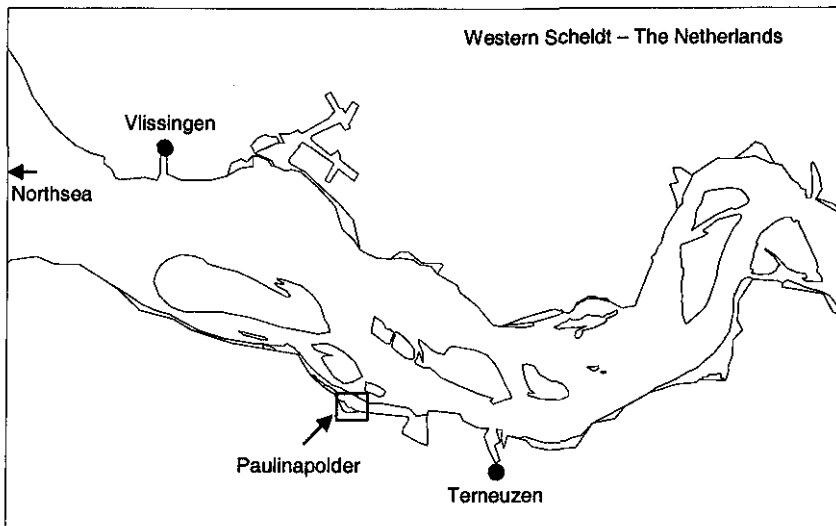 Western Scheldt – The Netherlands
Vlissingen
Northsea
Paulinapolder
Terneuzen